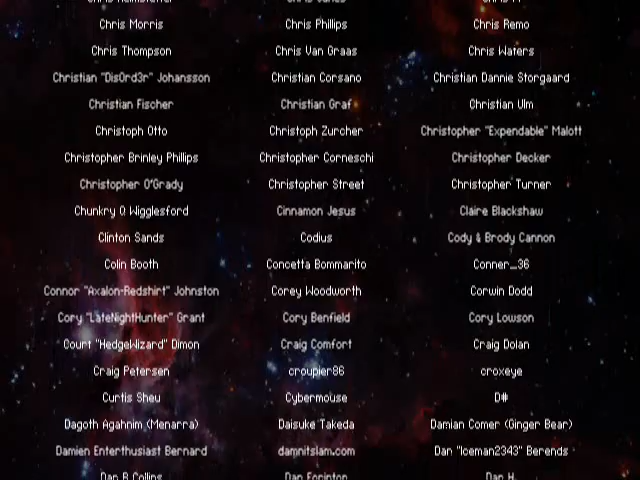 Chris Morris Chris Phillips Chris Remo
Chris Thompson Chris Van Graas Chris Waters
Christian "DisOrd3r" Johansson Christian Corsano Christian Dannie Storgaard
Christian Fischer Christian Graf Christian Ulm
Christoph Otto Christoph Zurcher Christopher "Expendable" Malott
Christopher Brinley Phillips Christopher Corneschi Christopher Decker
Christopher O'Grady Christopher Street Christopher Turner
Chunkry Q Wigglesford Cinnamon Jesus Claire Blackshaw
Clinton Sands Codius Cody & Brody Cannon
Colin Booth Concetta Bommarito Conner_36
Connor "Axalon-Redshirt" Johnston Corey Woodworth Corwin Dodd
Cory "LateNightHunter" Grant Cory Benfield Cory Lowson
Court "HedgeWizard" Dimon Craig Comfort Craig Dolan
Craig Petersen croupier86 croxeye
Curtis Sheu Cybermouse D#
Dagoth Agahnim (Menarra) Daisuke Takeda Damian Comer (Ginger Bear)
Damien Enterthusiast Bernard damnitslam.com Dan "Iceman2343" Berends
Dan B Collins Dan Dan H.